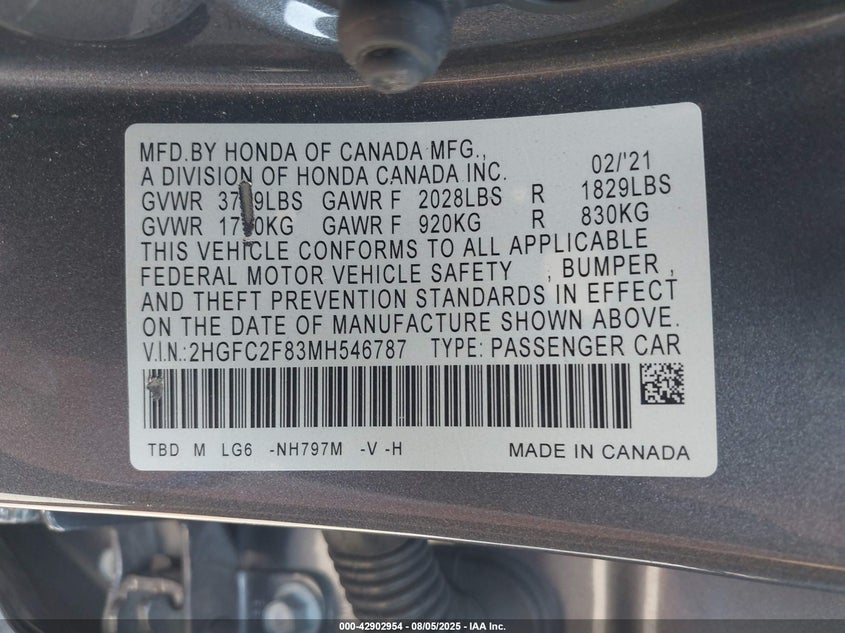 MFD.BY HONDA OF CANADA MFG.,
A DIVISION OF HONDA CANADA INC. 02/'21
GVWR GAWR F 2028LBS R 1829LBS
GVWR GAWR F 920KG R 830KG
THIS VEHICLE CONFORMS TO ALL APPLICABLE
FEDERAL MOTOR VEHICLE SAFETY , BUMPER ,
AND THEFT PREVENTION STANDARDS IN EFFECT
ON THE DATE OF MANUFACTURE SHOWN ABOVE.
V.I.N.:2HGFC2F83MH546787 TYPE: PASSENGER CAR
TBD M LG6 -NH797M -V -H MADE IN CANADA
000-42902954 - 08/05/2025 - IAA Inc.